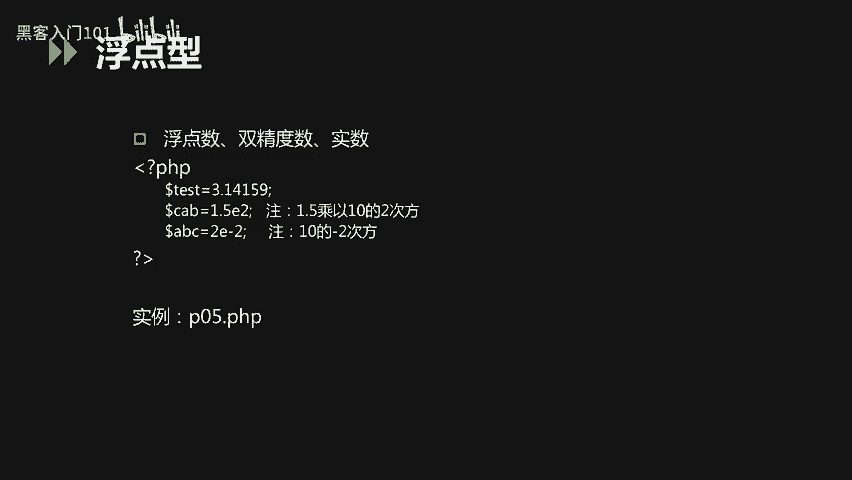 黑客入门101 bilibili
浮点型
浮点数、双精度数、实数
<?php
$test=3.14159;
$cab=1.5e2; 注：1.5乘以10的2次方
$abc=2e-2; 注：10的-2次方
?>
实例：p05.php